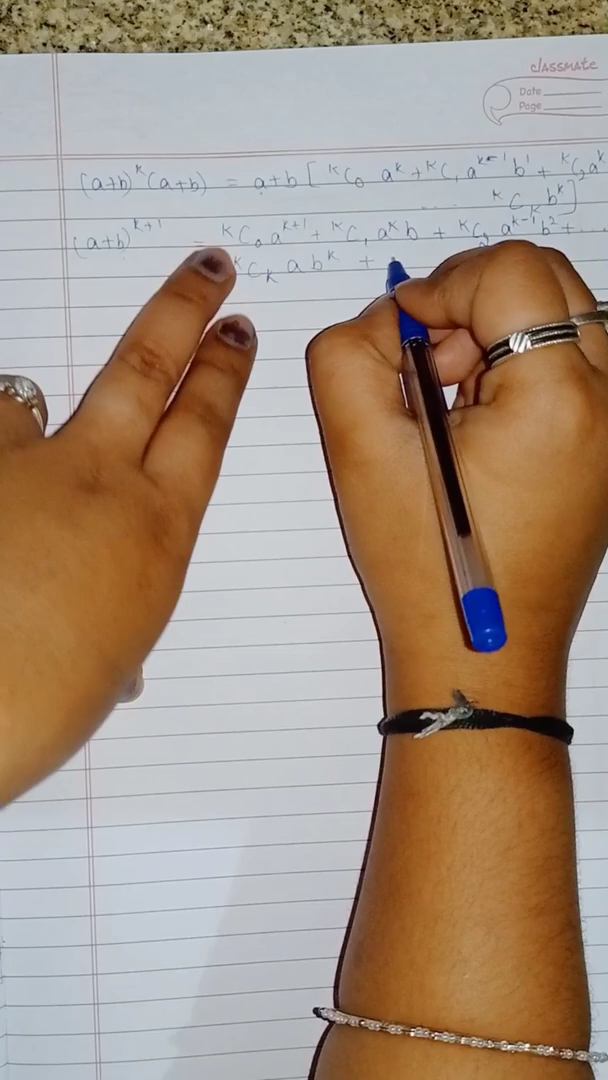 classmate
Date
Page
(a+b)^k (a+b) = a+b [ ^kC_0 a^k + ^kC_1 a^{k-1} b^1 + ^kC_2 a^k
.... ^kC_k b^k ]
(a+b)^{k+1} = ^kC_0 a^{k+1} + ^kC_1 a^k b + ^kC_2 a^{k-1} b^2 + ...
^kC_k a b^k +